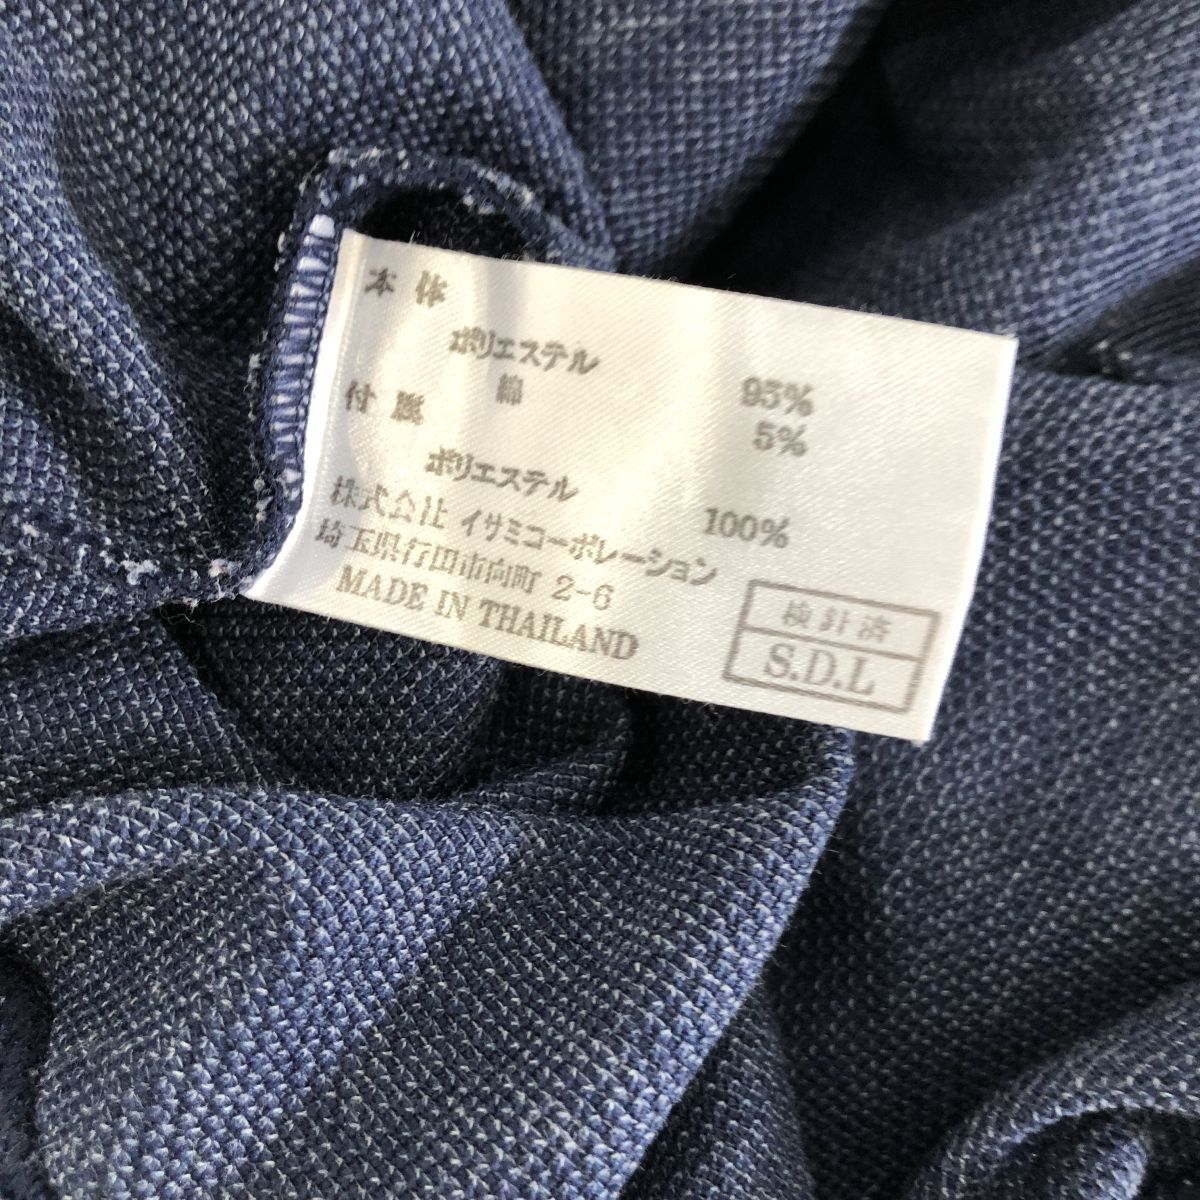 本体
ポリエステル 95%
綿 5%
付属
ポリエステル 100%
株式会社 イサミコーポレーション
埼玉県行田市向町 2-6
MADE IN THAILAND
検針済
S.D.L